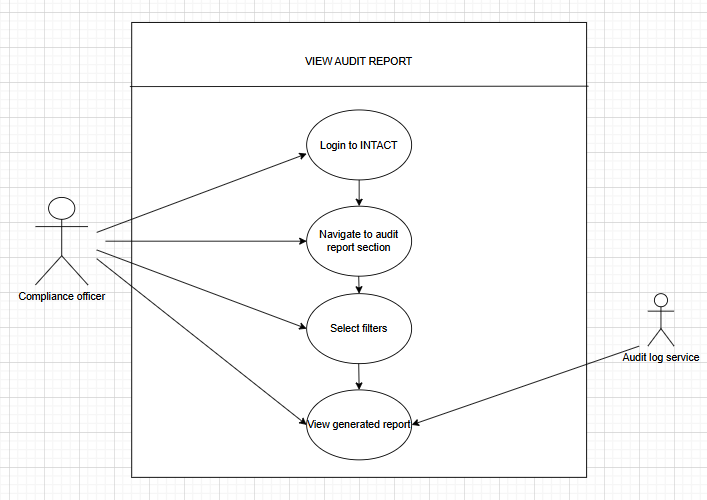 VIEW AUDIT REPORT
Login to INTACT
Navigate to audit
report section
Compliance officer
Select filters
Audit log service
View generated report